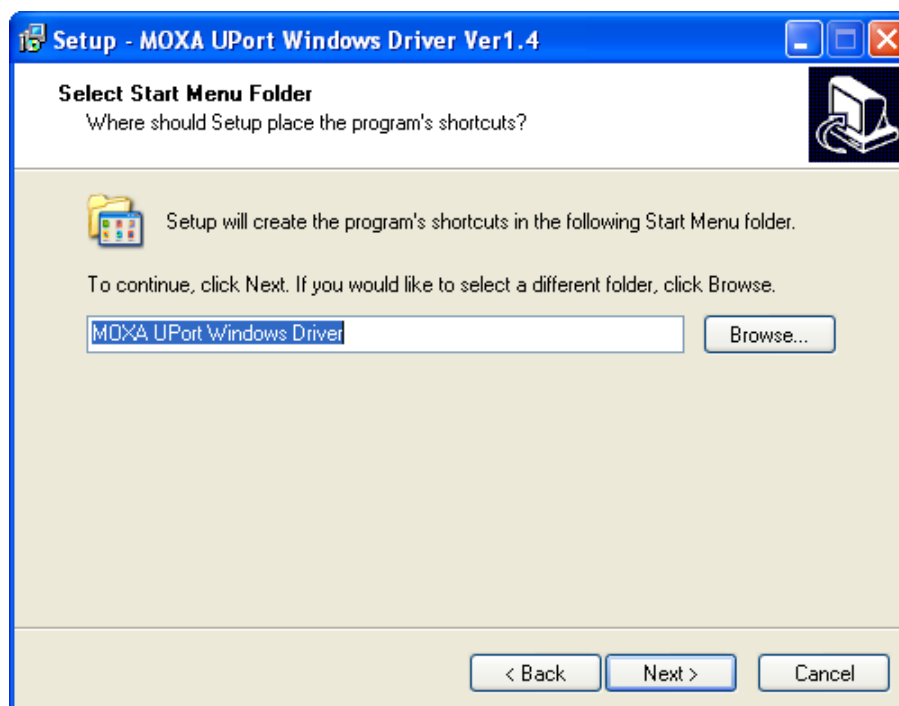 Setup - MOXA UPort Windows Driver Ver1.4
Select Start Menu Folder
Where should Setup place the program's shortcuts?
Setup will create the program's shortcuts in the following Start Menu folder.
To continue, click Next. If you would like to select a different folder, click Browse.
MOXA UPort Windows Driver
Browse...
< Back
Next >
Cancel